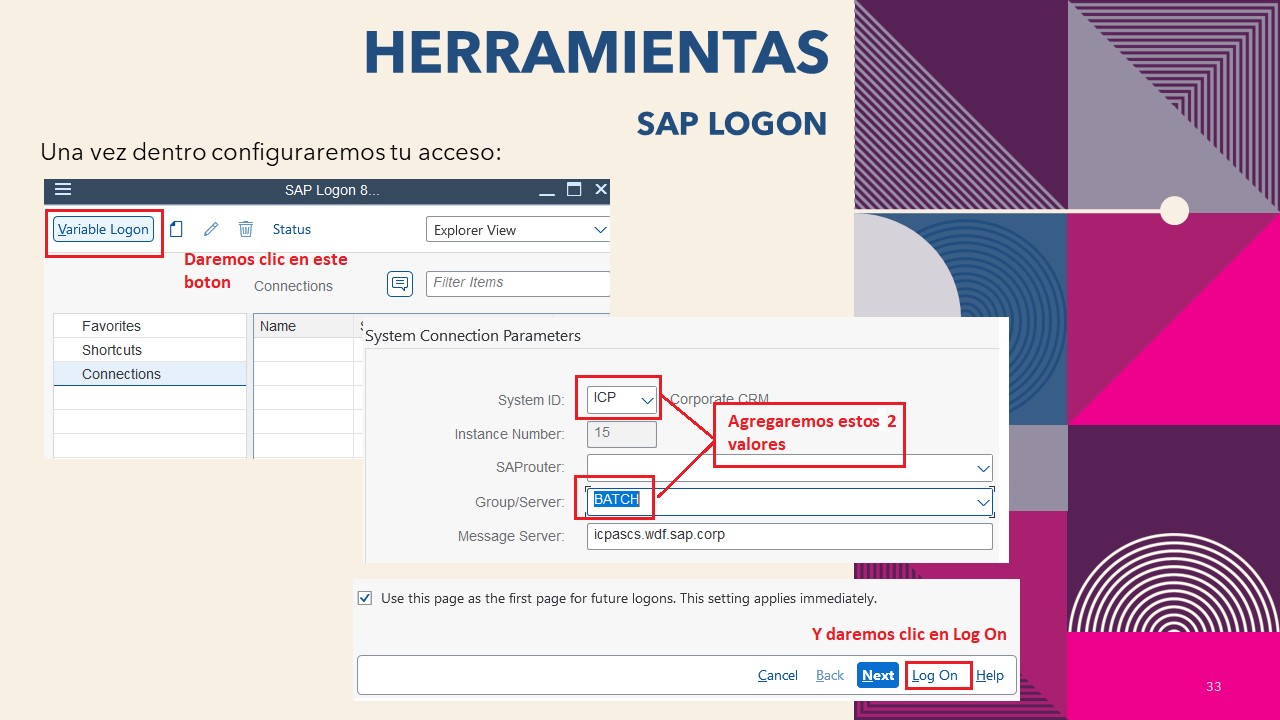 HERRAMIENTAS
SAP LOGON
Una vez dentro configuraremos tu acceso:
SAP Logon 8...
Variable Logon
Status
Explorer View
Daremos clic en este
boton
Connections
Filter Items
Favorites
Shortcuts
Connections
Name
System Connection Parameters
System ID:
ICP
Corporate CRM
Agregaremos estos 2
valores
Instance Number:
15
SAProuter:
Group/Server:
BATCH
Message Server:
icpascs.wdf.sap.corp
Use this page as the first page for future logons. This setting applies immediately.
Y daremos clic en Log On
Cancel
Back
Next
Log On
Help
33